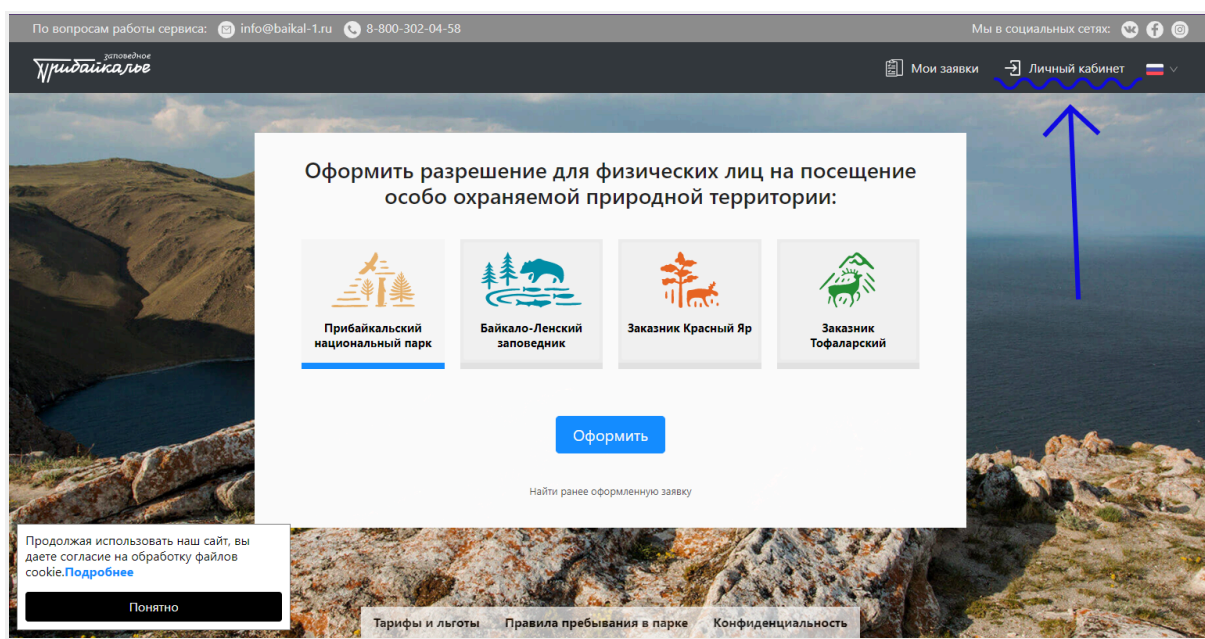 По вопросам работы сервиса: info@baikal-1.ru 8-800-302-04-58 Мы в социальных сетях:
заповедное
Прибайкалье
Мои заявки Личный кабинет
Оформить разрешение для физических лиц на посещение
особо охраняемой природной территории:
Прибайкальский
национальный парк
Байкало-Ленский
заповедник
Заказник Красный Яр
Заказник
Тофаларский
Оформить
Найти ранее оформленную заявку
Продолжая использовать наш сайт, вы
даете согласие на обработку файлов
cookie.Подробнее
Понятно
Тарифы и льготы Правила пребывания в парке Конфиденциальность